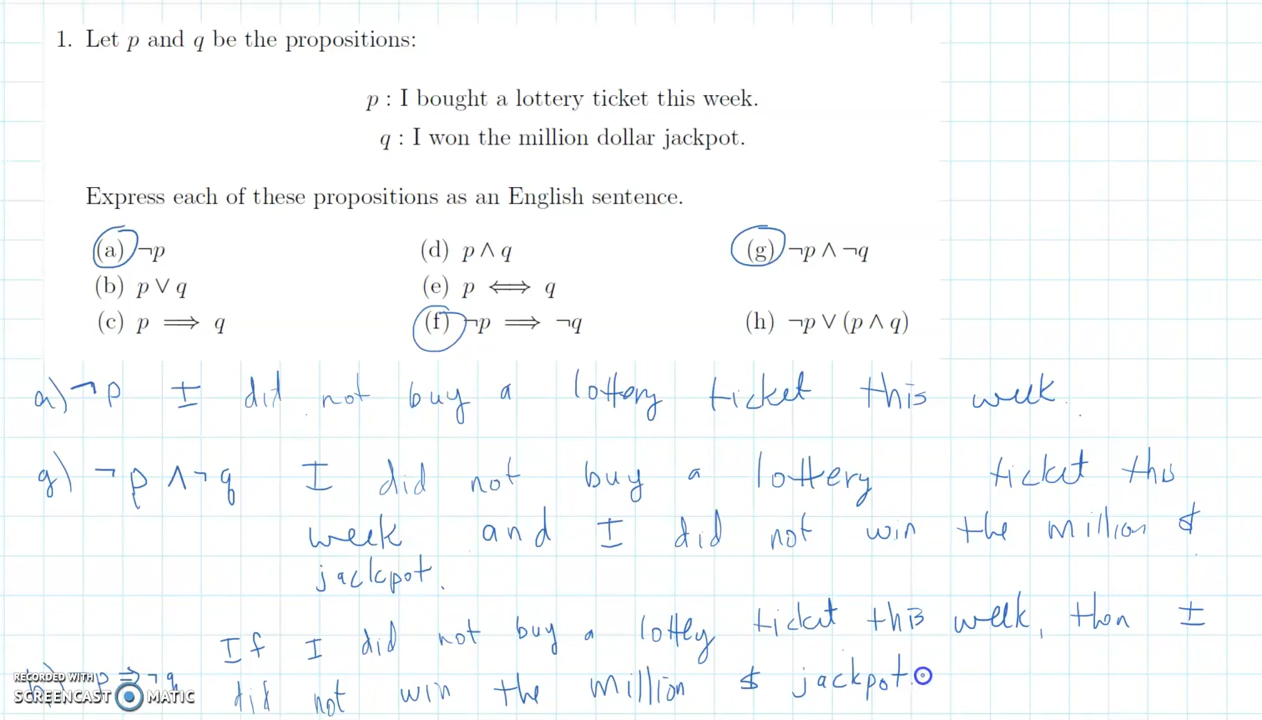 1. Let p and q be the propositions:
p : I bought a lottery ticket this week.
q : I won the million dollar jackpot.
Express each of these propositions as an English sentence.
(a) ¬p (d) p ∧ q (g) ¬p ∧ ¬q
(b) p ∨ q (e) p ⟺ q
(c) p ⟹ q (f) ¬p ⟹ ¬q (h) ¬p ∨ (p ∧ q)
a) ¬p I did not buy a lottery ticket this week.
g) ¬p ∧ ¬q I did not buy a lottery ticket this
week and I did not win the million $
jackpot.
If I did not buy a lottey ticket this week, then I
p ⇒ ¬q did not win the million $ jackpot.
RECORDED WITH
SCREENCAST MATIC